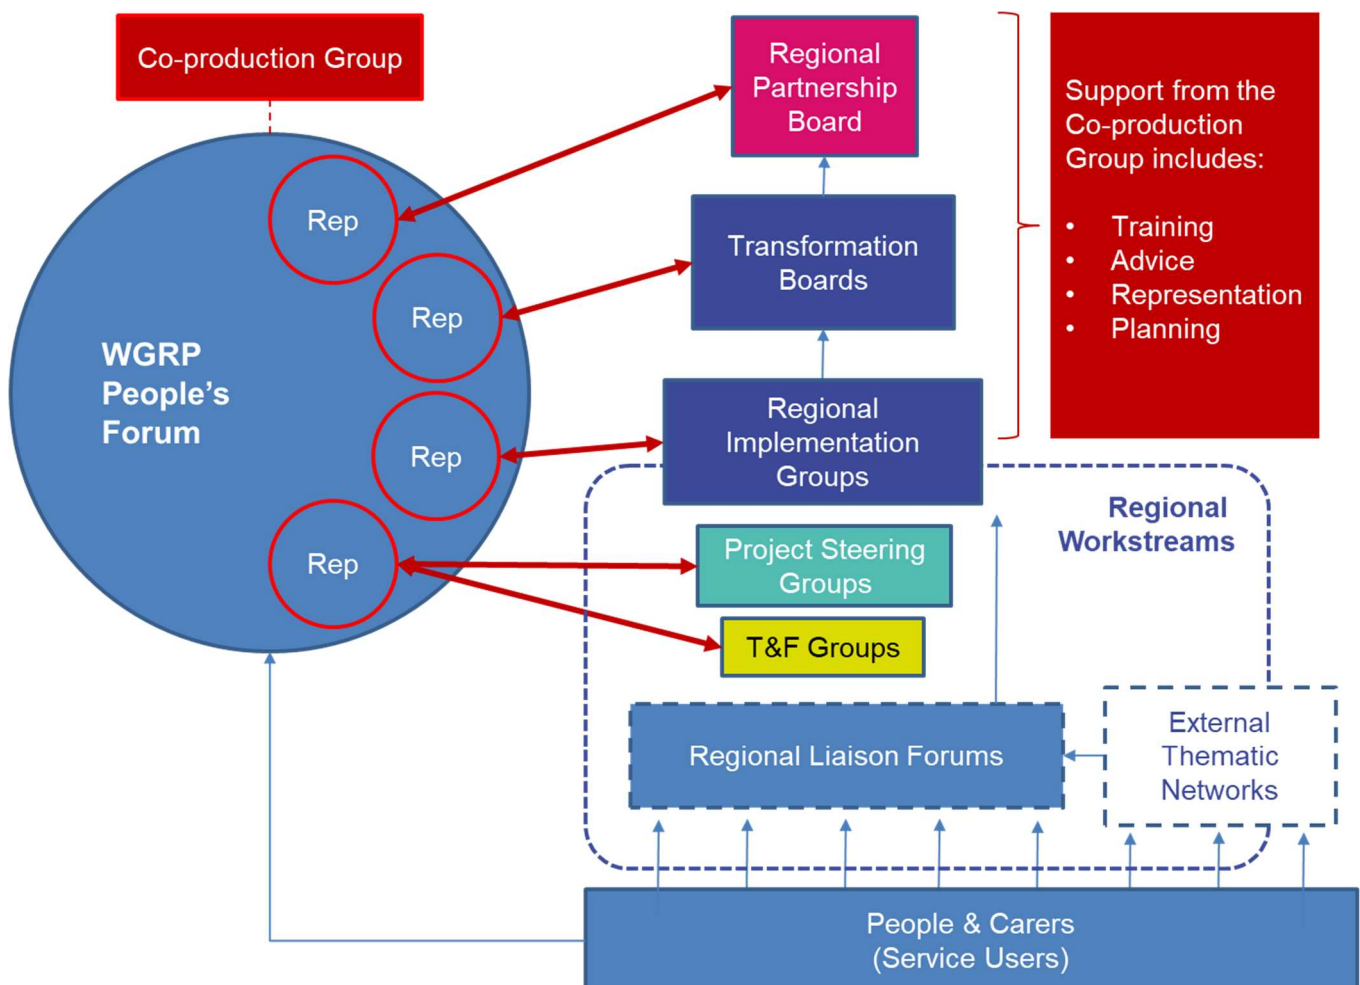 Co-production Group
Regional
Partnership
Board
Support from the
Co-production
Group includes:
• Training
• Advice
• Representation
• Planning
Rep
Transformation
Boards
Rep
WGRP
People’s
Forum
Regional
Implementation
Groups
Rep
Regional
Workstreams
Rep
Project Steering
Groups
T&F Groups
Regional Liaison Forums
External
Thematic
Networks
People & Carers
(Service Users)